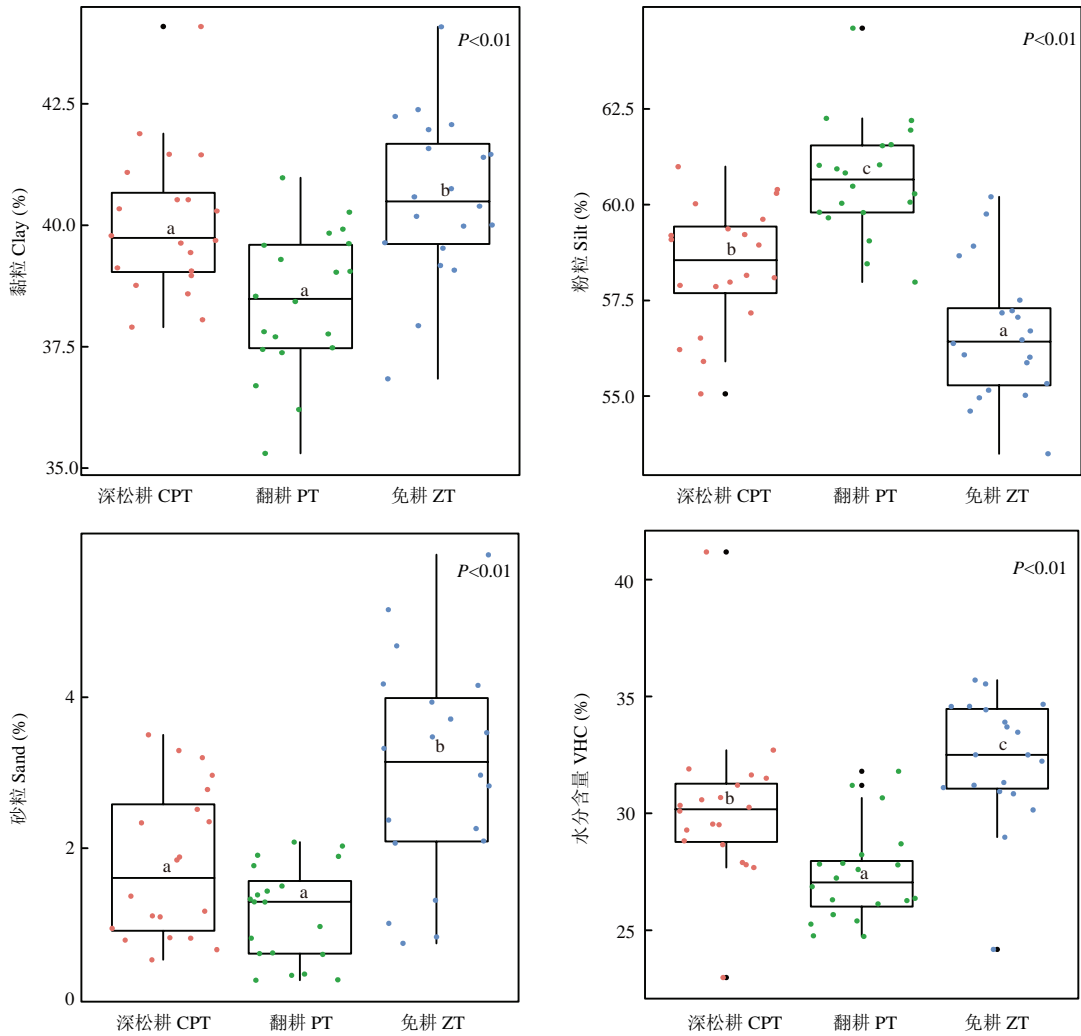 P<0.01
42.5
40.0
37.5
35.0
黏粒 Clay (%)
a
a
b
深松耕 CPT
翻耕 PT
免耕 ZT
P<0.01
62.5
60.0
57.5
55.0
粉粒 Silt (%)
b
c
a
深松耕 CPT
翻耕 PT
免耕 ZT
P<0.01
4
2
0
砂粒 Sand (%)
a
a
b
深松耕 CPT
翻耕 PT
免耕 ZT
P<0.01
40
35
30
25
水分含量 VHC (%)
b
a
c
深松耕 CPT
翻耕 PT
免耕 ZT